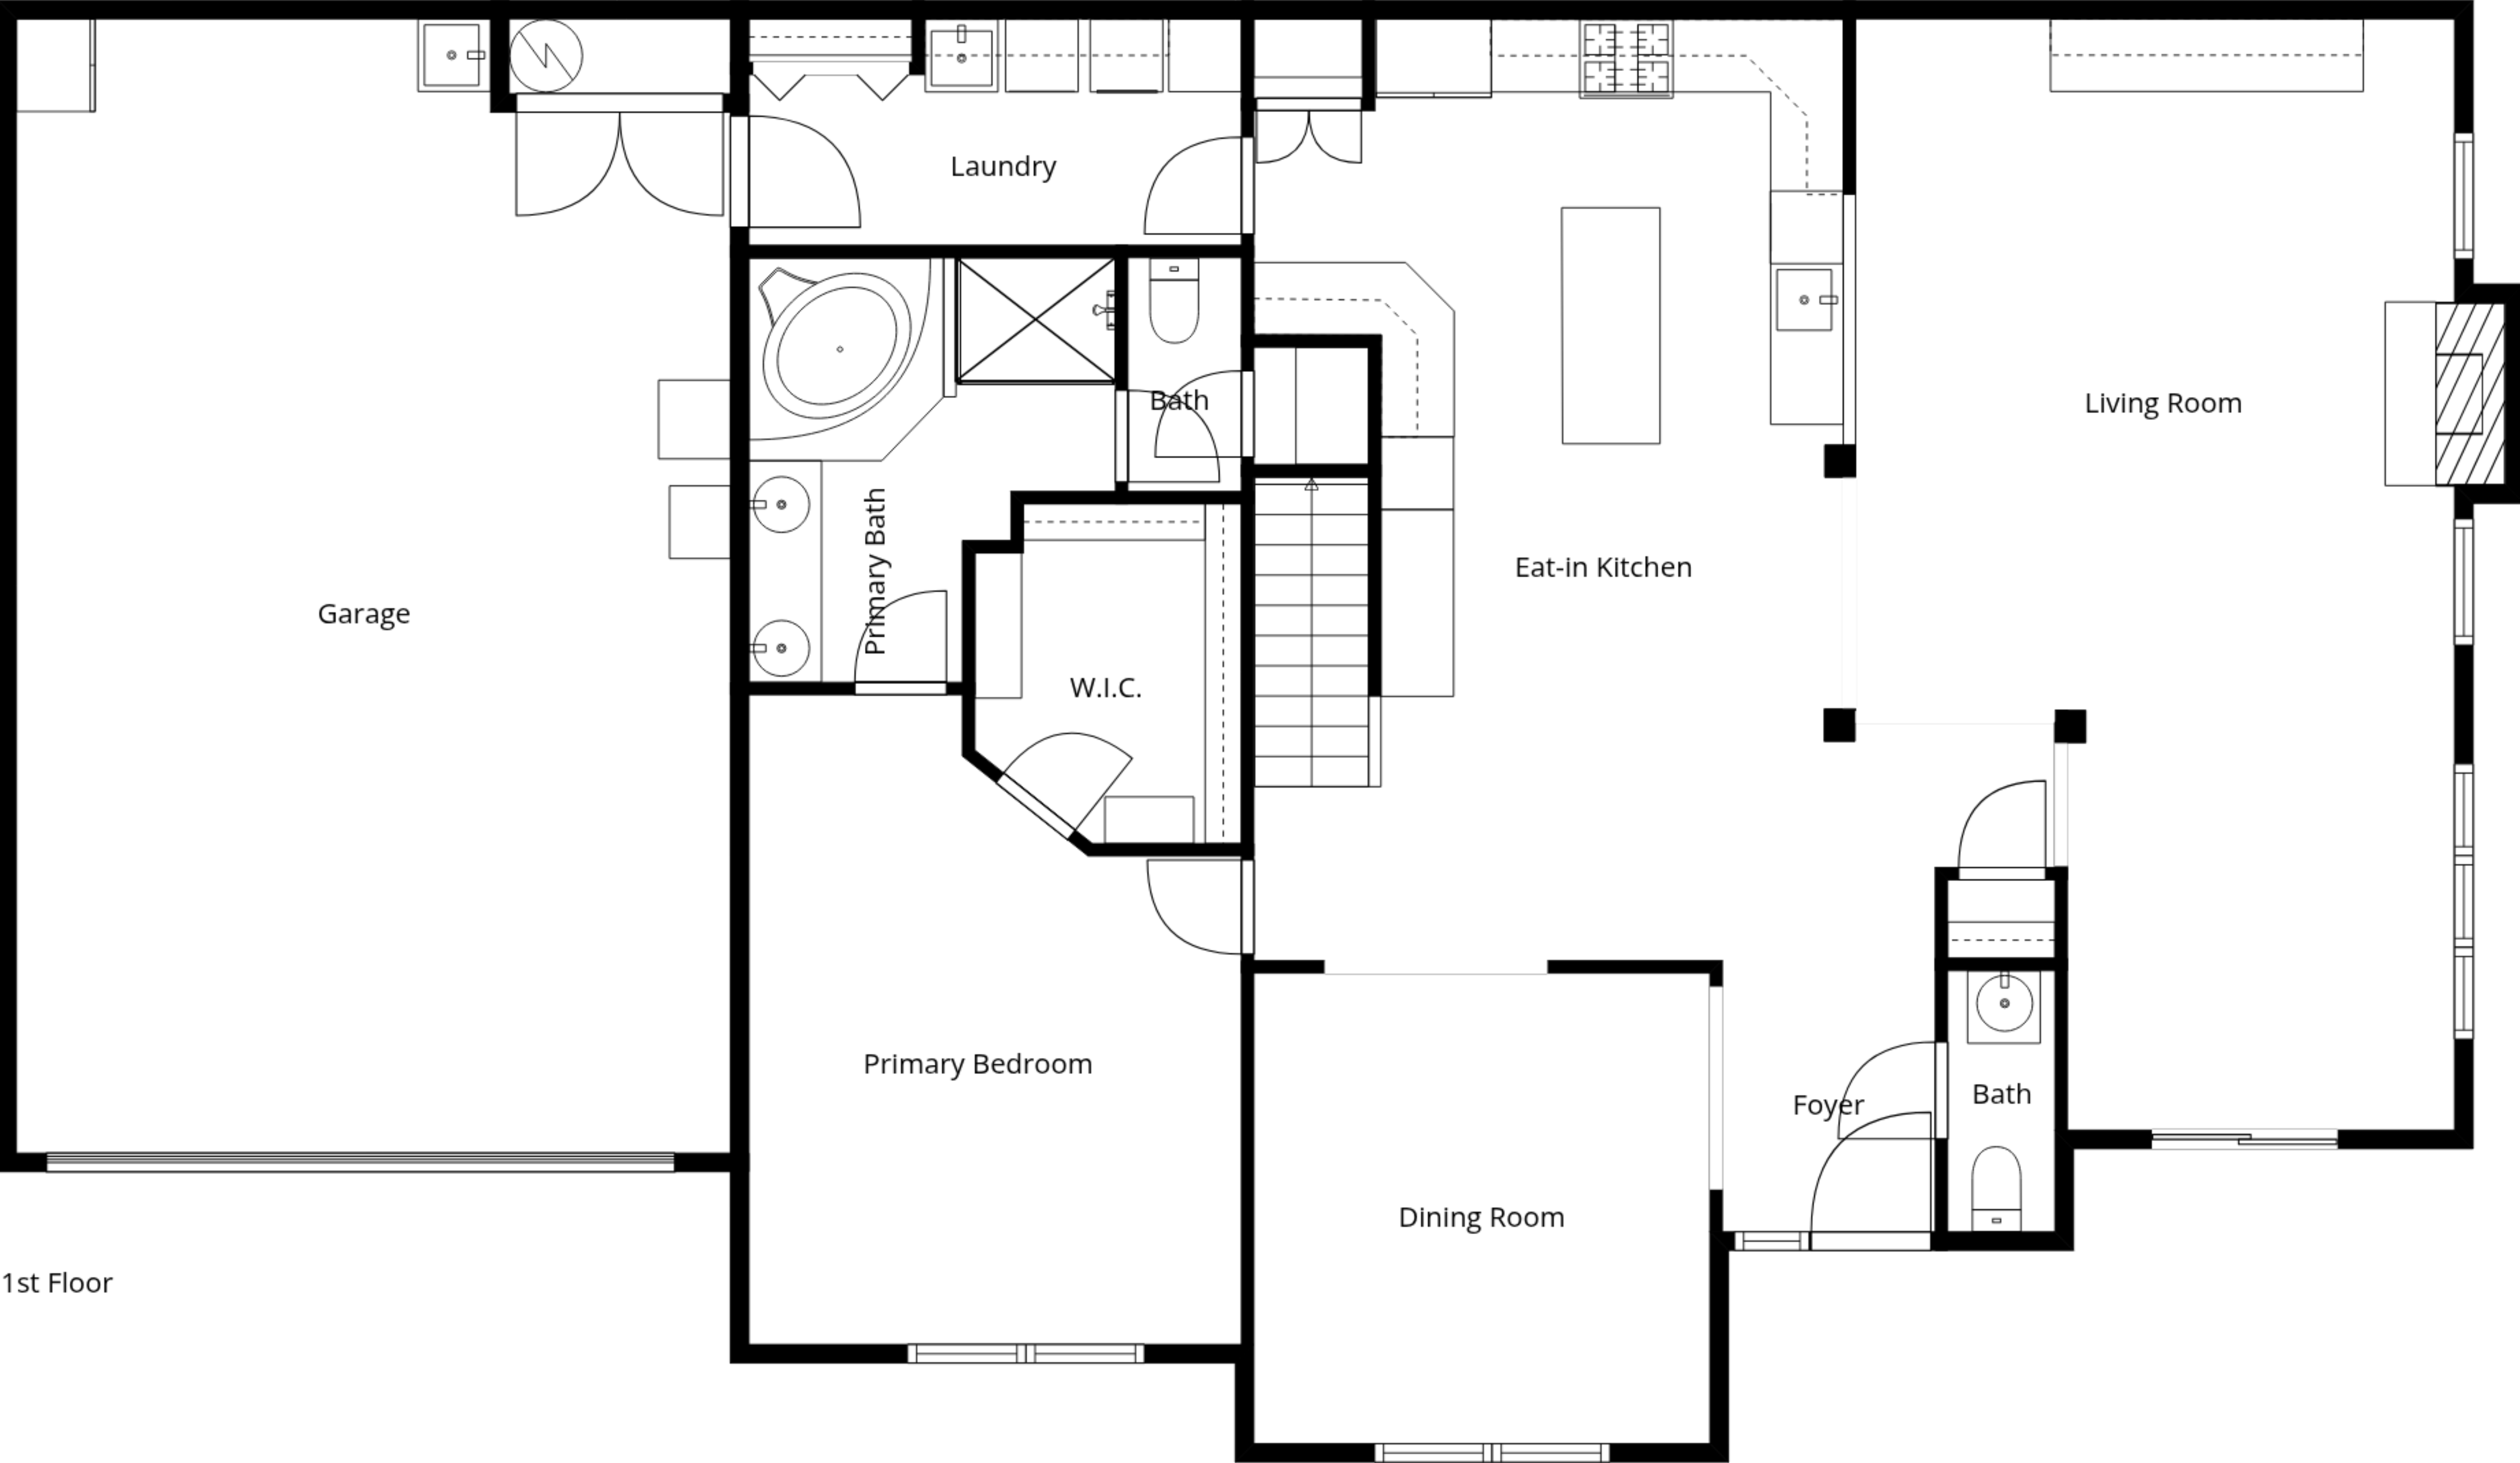 Laundry
Bath
Living Room
Primary Bath
Eat-in Kitchen
Garage
W.I.C.
Primary Bedroom
Foyer
Bath
Dining Room
1st Floor